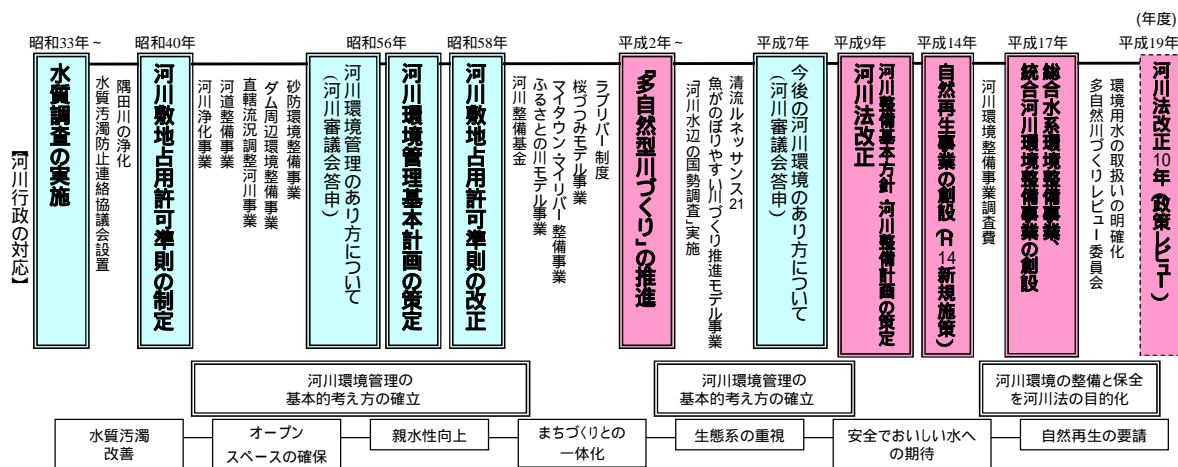 (年度)
昭和33年~
昭和40年
昭和56年
昭和58年
平成2年~
平成7年
平成9年
平成14年
平成17年
平成19年
【河川行政の対応】
水質調査の実施
水質汚濁防止連絡協議会設置
隅田川の浄化
河川敷地占用許可準則の制定
河川浄化事業
河道整備事業
直轄流況調整河川事業
ダム周辺環境整備事業
砂防環境整備事業
河川環境管理のあり方について
(河川審議会答申)
河川環境管理基本計画の策定
河川敷地占用許可準則の改正
河川整備基金
ふるさとの川モデル事業
マイタウン・マイリバー整備事業
桜づつみモデル事業
ラブリバー制度
「多自然型川づくり」の推進
「河川水辺の国勢調査」実施
魚がのぼりやすい川づくり推進モデル事業
清流ルネッサンス21
今後の河川環境のあり方について
(河川審議会答申)
河川法改正
河川整備基本方針・河川整備計画の策定
自然再生事業の創設(H14新規施策)
河川環境整備事業調査費
総合水系環境整備事業、
統合河川環境整備事業の創設
多自然川づくりレビュー委員会
環境用水の取扱いの明確化
河川法改正10年(政策レビュー)
河川環境管理の
基本的考え方の確立
河川環境管理の
基本的考え方の確立
河川環境の整備と保全
を河川法の目的化
水質汚濁
改善
オープン
スペースの確保
親水性向上
まちづくりとの
一体化
生態系の重視
安全でおいしい水へ
の期待
自然再生の要請